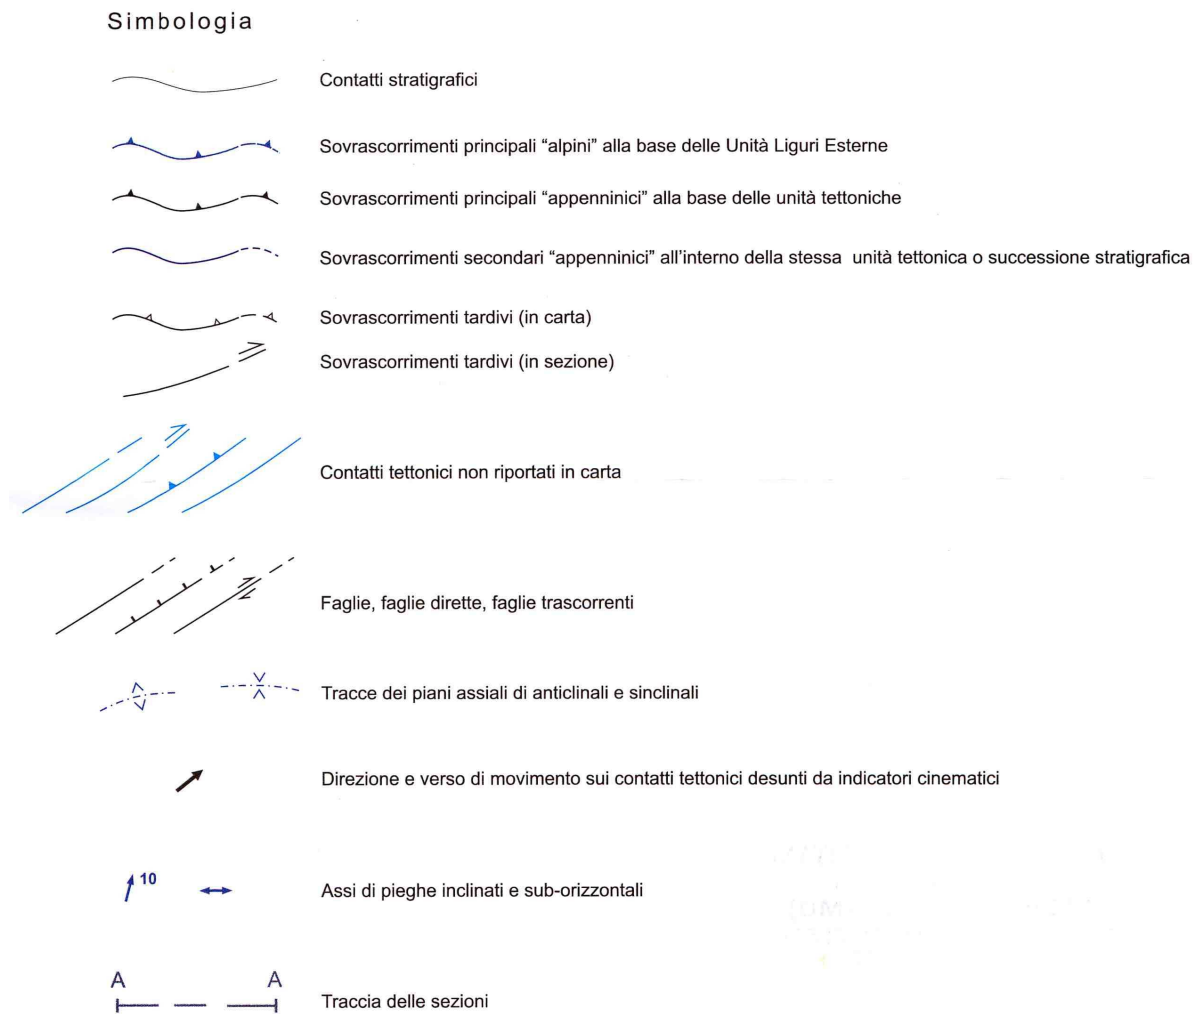 Simbologia
Contatti stratigrafici
Sovrascorrimenti principali “alpini” alla base delle Unità Liguri Esterne
Sovrascorrimenti principali “appenninici” alla base delle unità tettoniche
Sovrascorrimenti secondari “appenninici” all’interno della stessa unità tettonica o successione stratigrafica
Sovrascorrimenti tardivi (in carta)
Sovrascorrimenti tardivi (in sezione)
Contatti tettonici non riportati in carta
Faglie, faglie dirette, faglie trascorrenti
Tracce dei piani assiali di anticlinali e sinclinali
Direzione e verso di movimento sui contatti tettonici desunti da indicatori cinematici
10 Assi di pieghe inclinati e sub-orizzontali
A A
Traccia delle sezioni